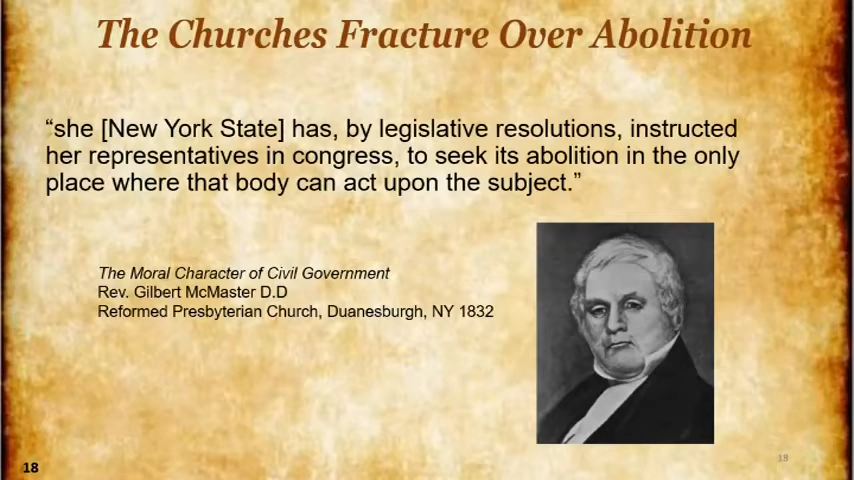 The Churches Fracture Over Abolition
“she [New York State] has, by legislative resolutions, instructed
her representatives in congress, to seek its abolition in the only
place where that body can act upon the subject.”
The Moral Character of Civil Government
Rev. Gilbert McMaster D.D
Reformed Presbyterian Church, Duanesburgh, NY 1832
18
19